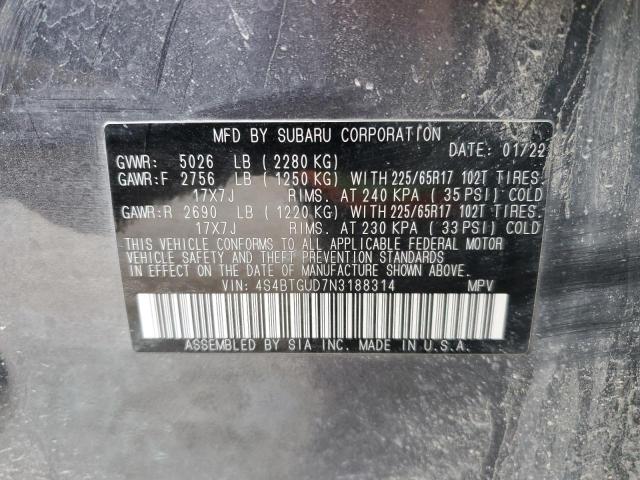 MFD BY SUBARU CORPORATION
DATE: 01/22
GVWR: 5026 LB (2280 KG)
GAWR:F 2756 LB (1250 KG) WITH 225/65R17 102T TIRES.
17X7J RIMS. AT 240 KPA (35 PSI) COLD
GAWR:R 2690 LB (1220 KG) WITH 225/65R17 102T TIRES.
17X7J RIMS. AT 230 KPA (33 PSI) COLD
THIS VEHICLE CONFORMS TO ALL APPLICABLE FEDERAL MOTOR
VEHICLE SAFETY AND THEFT PREVENTION STANDARDS
IN EFFECT ON THE DATE OF MANUFACTURE SHOWN ABOVE.
VIN: 4S4BTGUD7N3188314 MPV
ASSEMBLED BY SIA INC. MADE IN U.S.A.